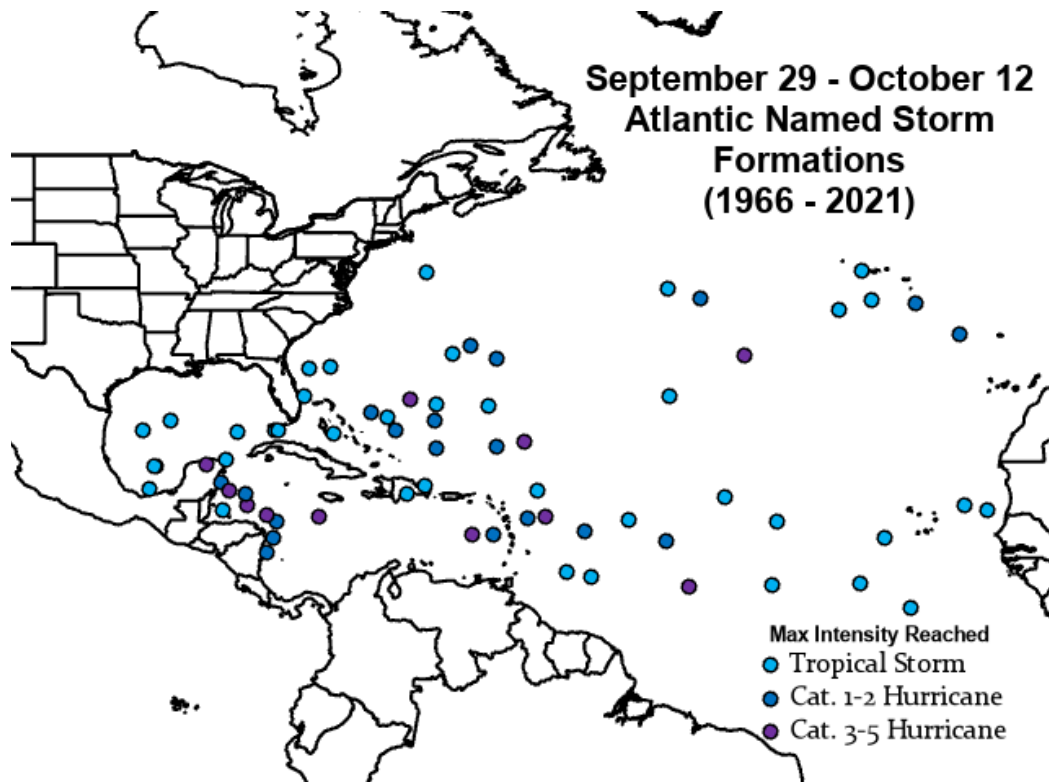 September 29 - October 12
Atlantic Named Storm
Formations
(1966 - 2021)
Max Intensity Reached
Tropical Storm
Cat. 1-2 Hurricane
Cat. 3-5 Hurricane